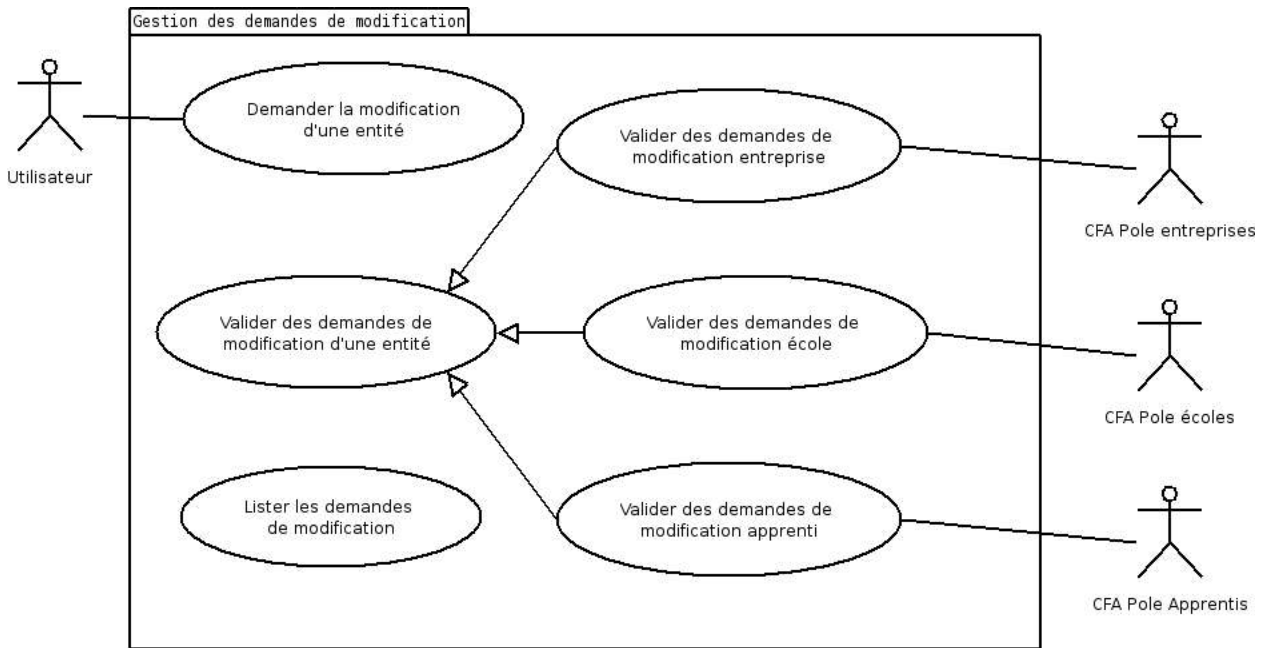 Gestion des demandes de modification
Demander la modification
d'une entité
Utilisateur
Valider des demandes de
modification entreprise
CFA Pole entreprises
Valider des demandes de
modification d'une entité
Valider des demandes de
modification école
CFA Pole écoles
Lister les demandes
de modification
Valider des demandes de
modification apprenti
CFA Pole Apprentis